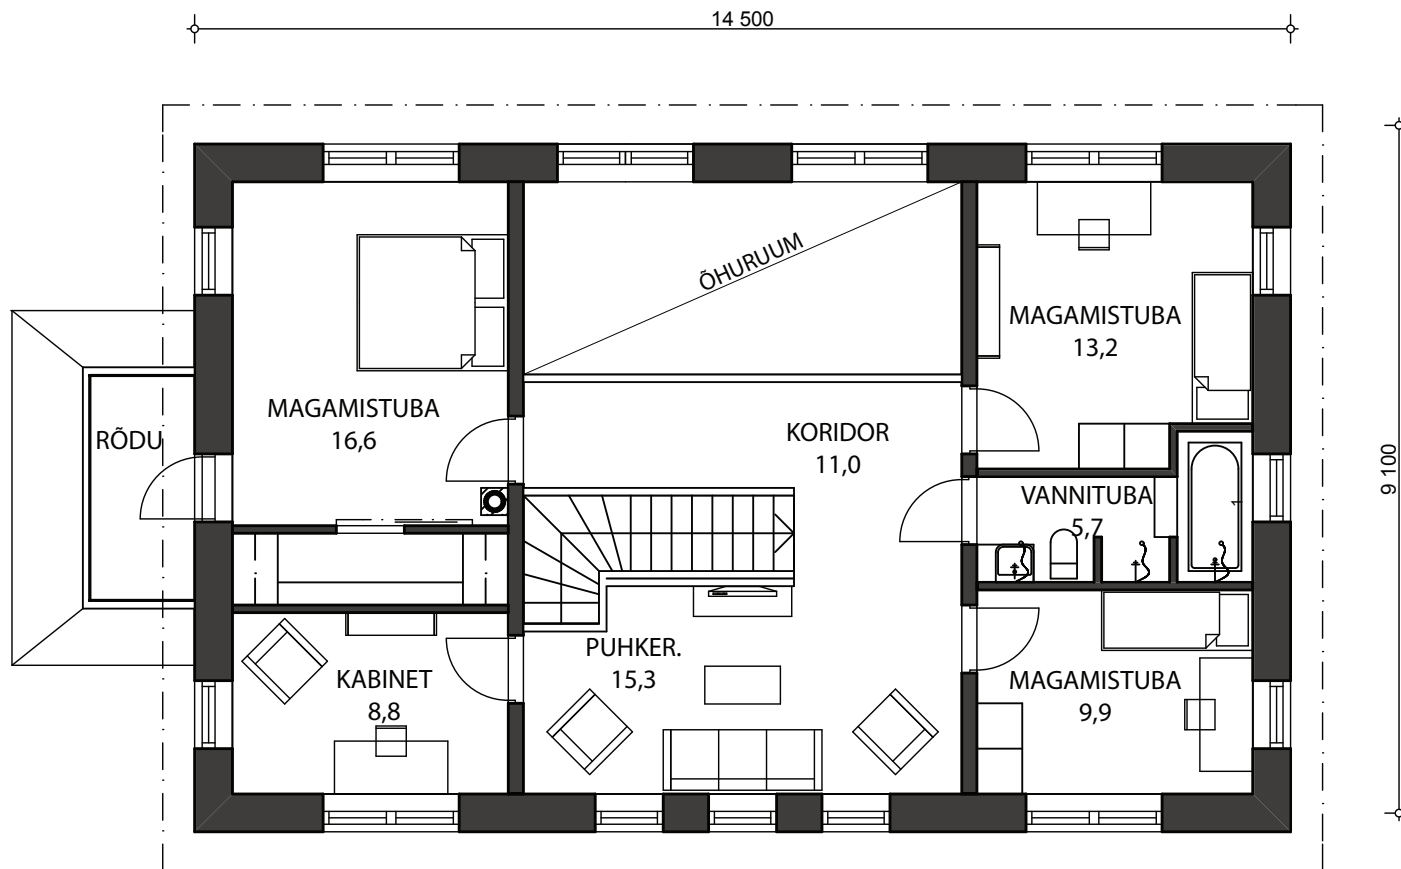 14 500
9 100
ÕHURUUM
MAGAMISTUBA
13,2
MAGAMISTUBA
16,6
RÕDU
KORIDOR
11,0
VANNITUBA
5,7
PUHKER.
15,3
KABINET
8,8
MAGAMISTUBA
9,9